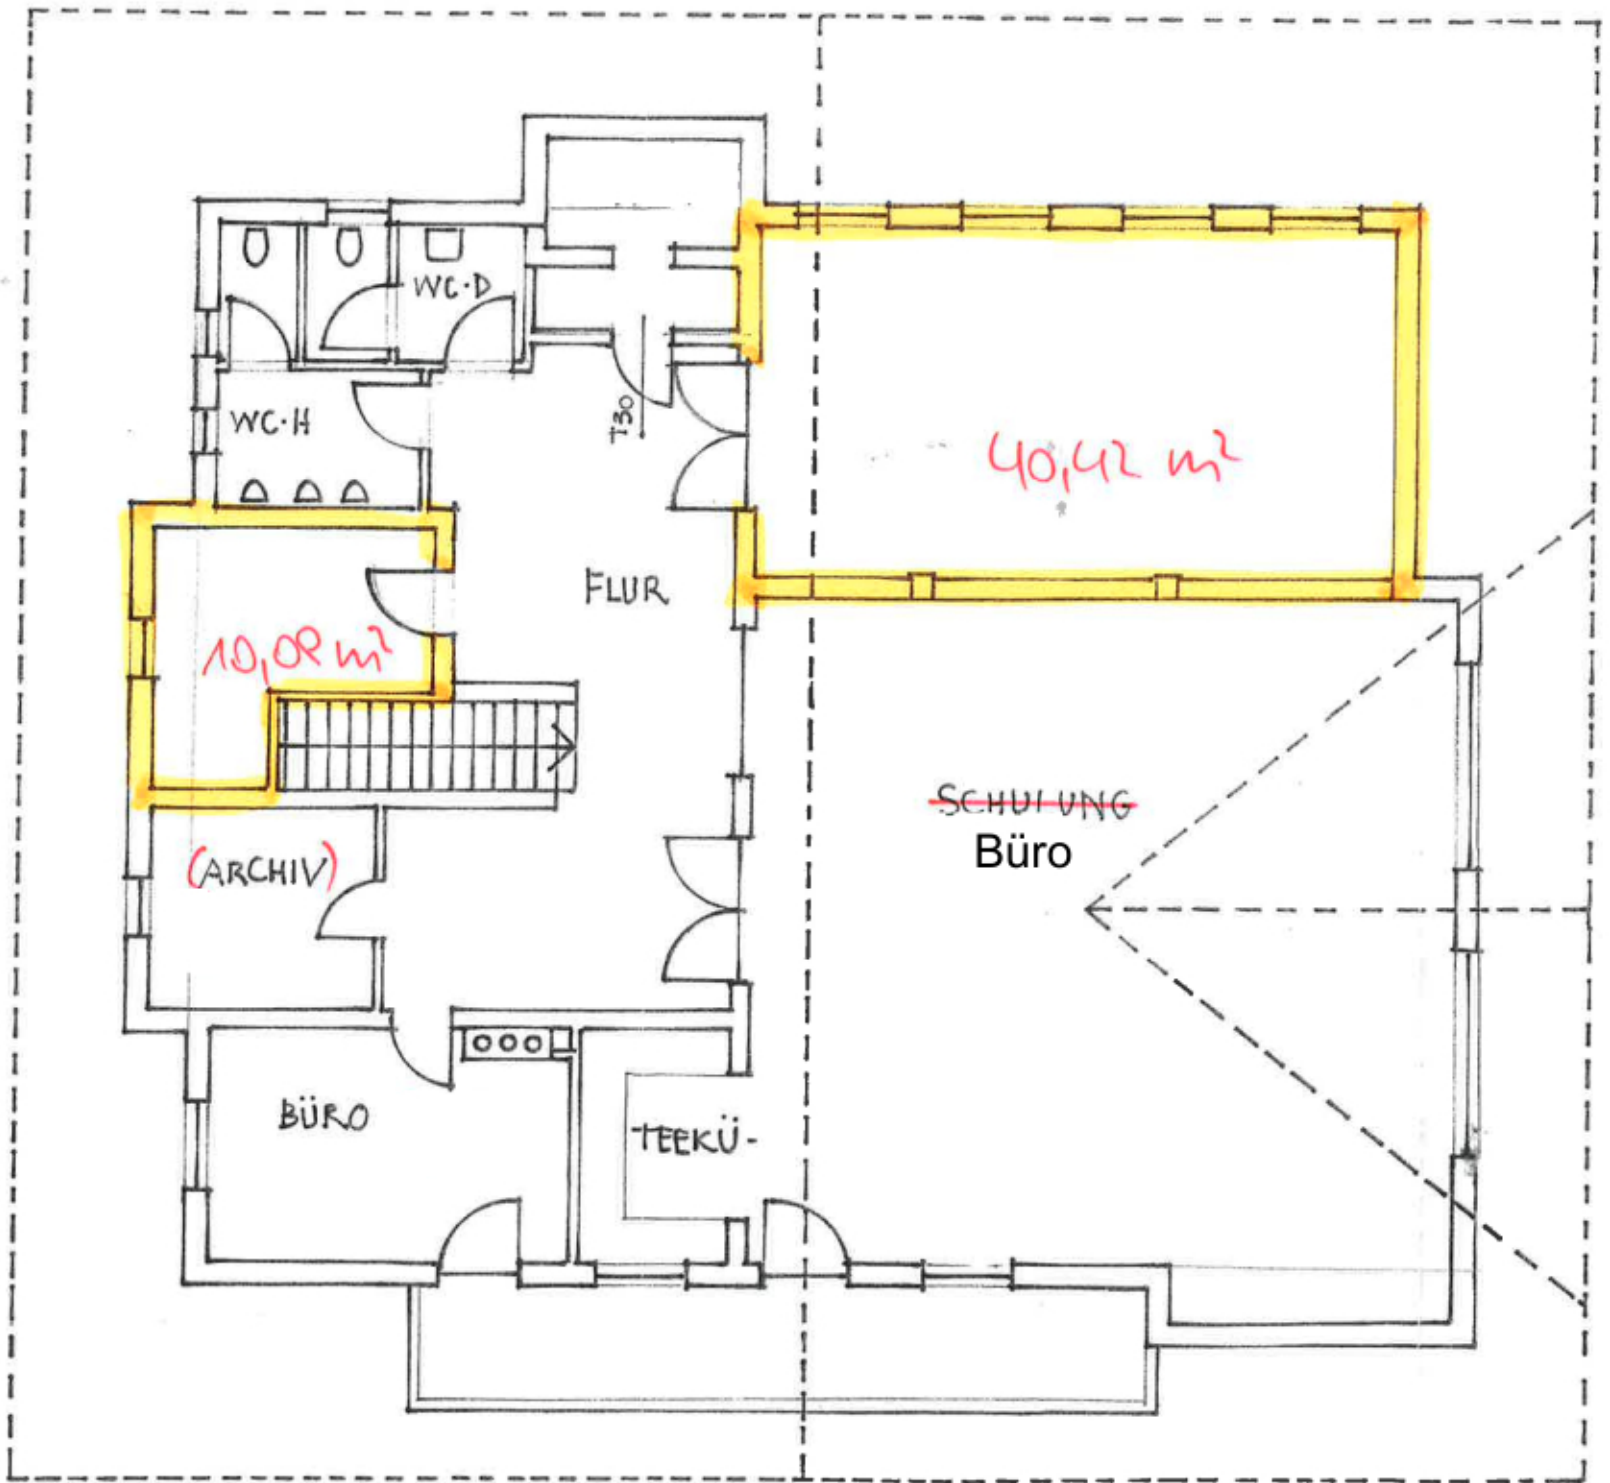 WC-D
WC-H
T30
40,42 m²
FLUR
10,08 m²
SCHULUNG
Büro
(ARCHIV)
BÜRO
TEEKÜ-